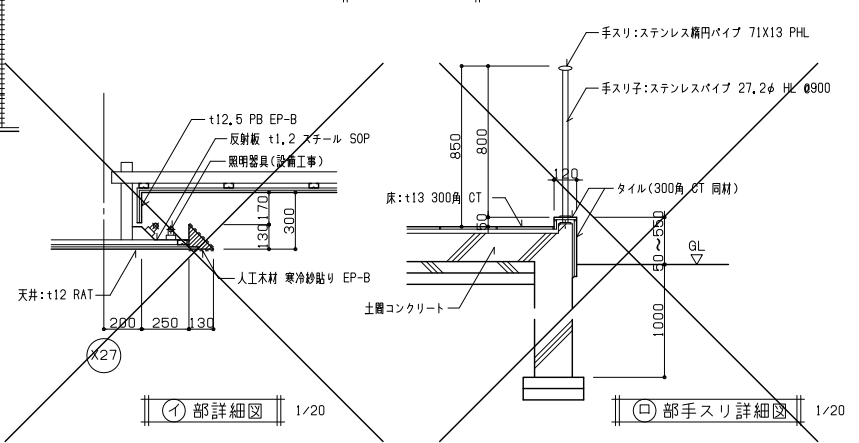 t12.5 PB EP-B
反射板 t1.2 スチール SOP
照明器具(設備工事)
170
130
300
人工木材 寒冷紗貼り EP-B
天井:t12 RAT
200 250 130
X27
イ 部詳細図 1/20
手スリ:ステンレス楕円パイプ 71X13 PHL
手スリ子:ステンレスパイプ 27.2φ HL @900
850
800
120
床:t13 300角 CT
タイル(300角 CT 同材)
50
50~550
GL
土間コンクリート
1000
ロ 部手スリ詳細図 1/20